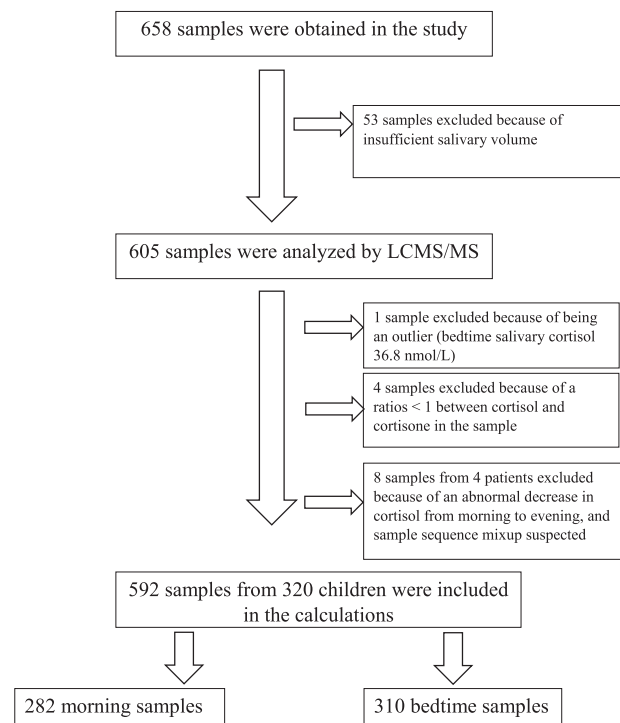 658 samples were obtained in the study
53 samples excluded because of
insufficient salivary volume
605 samples were analyzed by LCMS/MS
1 sample excluded because of being
an outlier (bedtime salivary cortisol
36.8 nmol/L)
4 samples excluded because of a
ratios < 1 between cortisol and
cortisone in the sample
8 samples from 4 patients excluded
because of an abnormal decrease in
cortisol from morning to evening, and
sample sequence mixup suspected
592 samples from 320 children were included
in the calculations
282 morning samples
310 bedtime samples